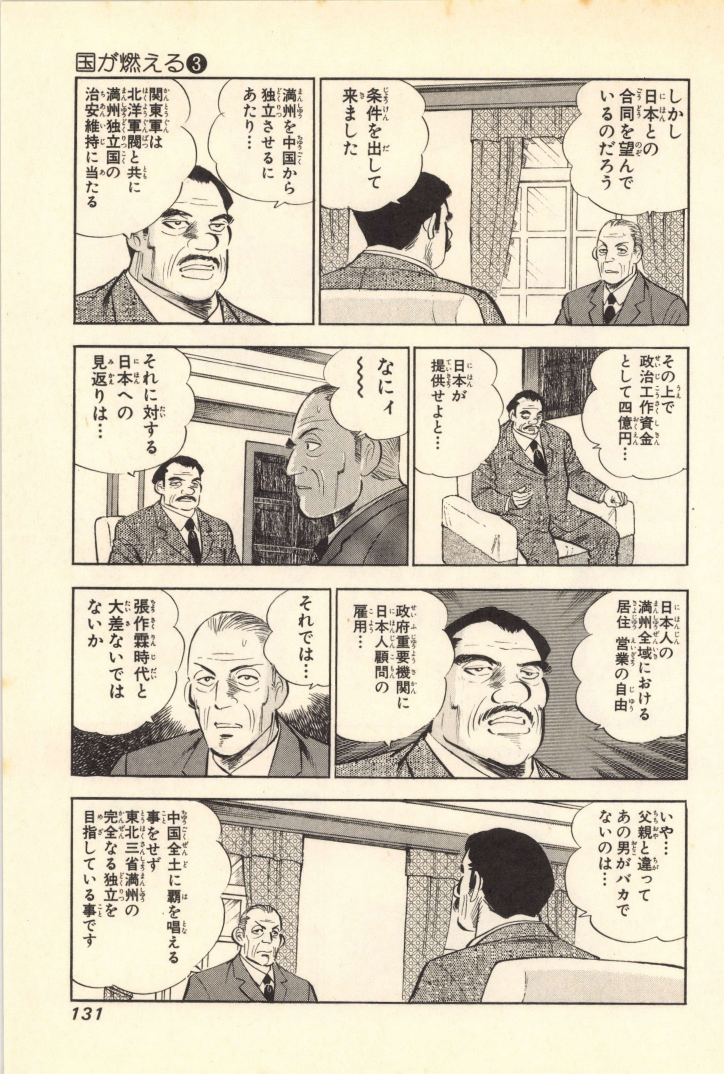 国が燃える❸
しかし
日本との
合同を望んで
いるのだろう
条件を出して
来ました
満州を中国から
独立させるに
あたり…
関東軍は
北洋軍閥と共に
満州独立国の
治安維持に当たる
その上で
政治工作資金
として四億円…
日本が
提供せよと…
なにィ
～～～
それに対する
日本への
見返りは…
日本人の
満州全域における
居住 営業の自由
政府重要機関に
日本人顧問の
雇用…
それでは…
張作霖時代と
大差ないでは
ないか
いや…
父親と違って
あの男がバカで
ないのは…
中国全土に覇を唱える
事をせず
東北三省満州の
完全なる独立を
目指している事です
131